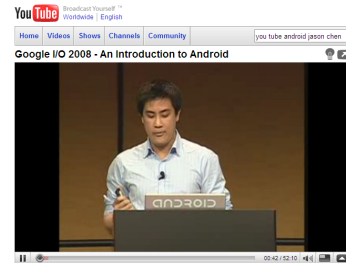 YouTube Broadcast Yourself ™
Worldwide | English
Home Videos Shows Channels Community
you tube android jason chen
Google I/O 2008 - An Introduction to Android
ANDROID
00:42 / 52:10